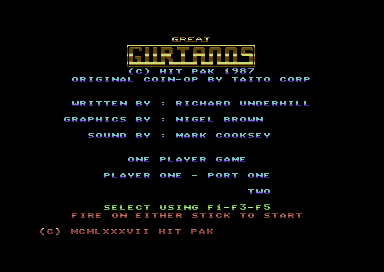 GREAT
GURIANOS
(C) HIT PAK 1987
ORIGINAL COIN-OP BY TAITO CORP
WRITTEN BY : RICHARD UNDERHILL
GRAPHICS BY : NIGEL BROWN
SOUND BY : MARK COOKSEY
ONE PLAYER GAME
PLAYER ONE - PORT ONE
TWO
SELECT USING F1-F3-F5
FIRE ON EITHER STICK TO START
(C) MCMLXXXVII HIT PAK